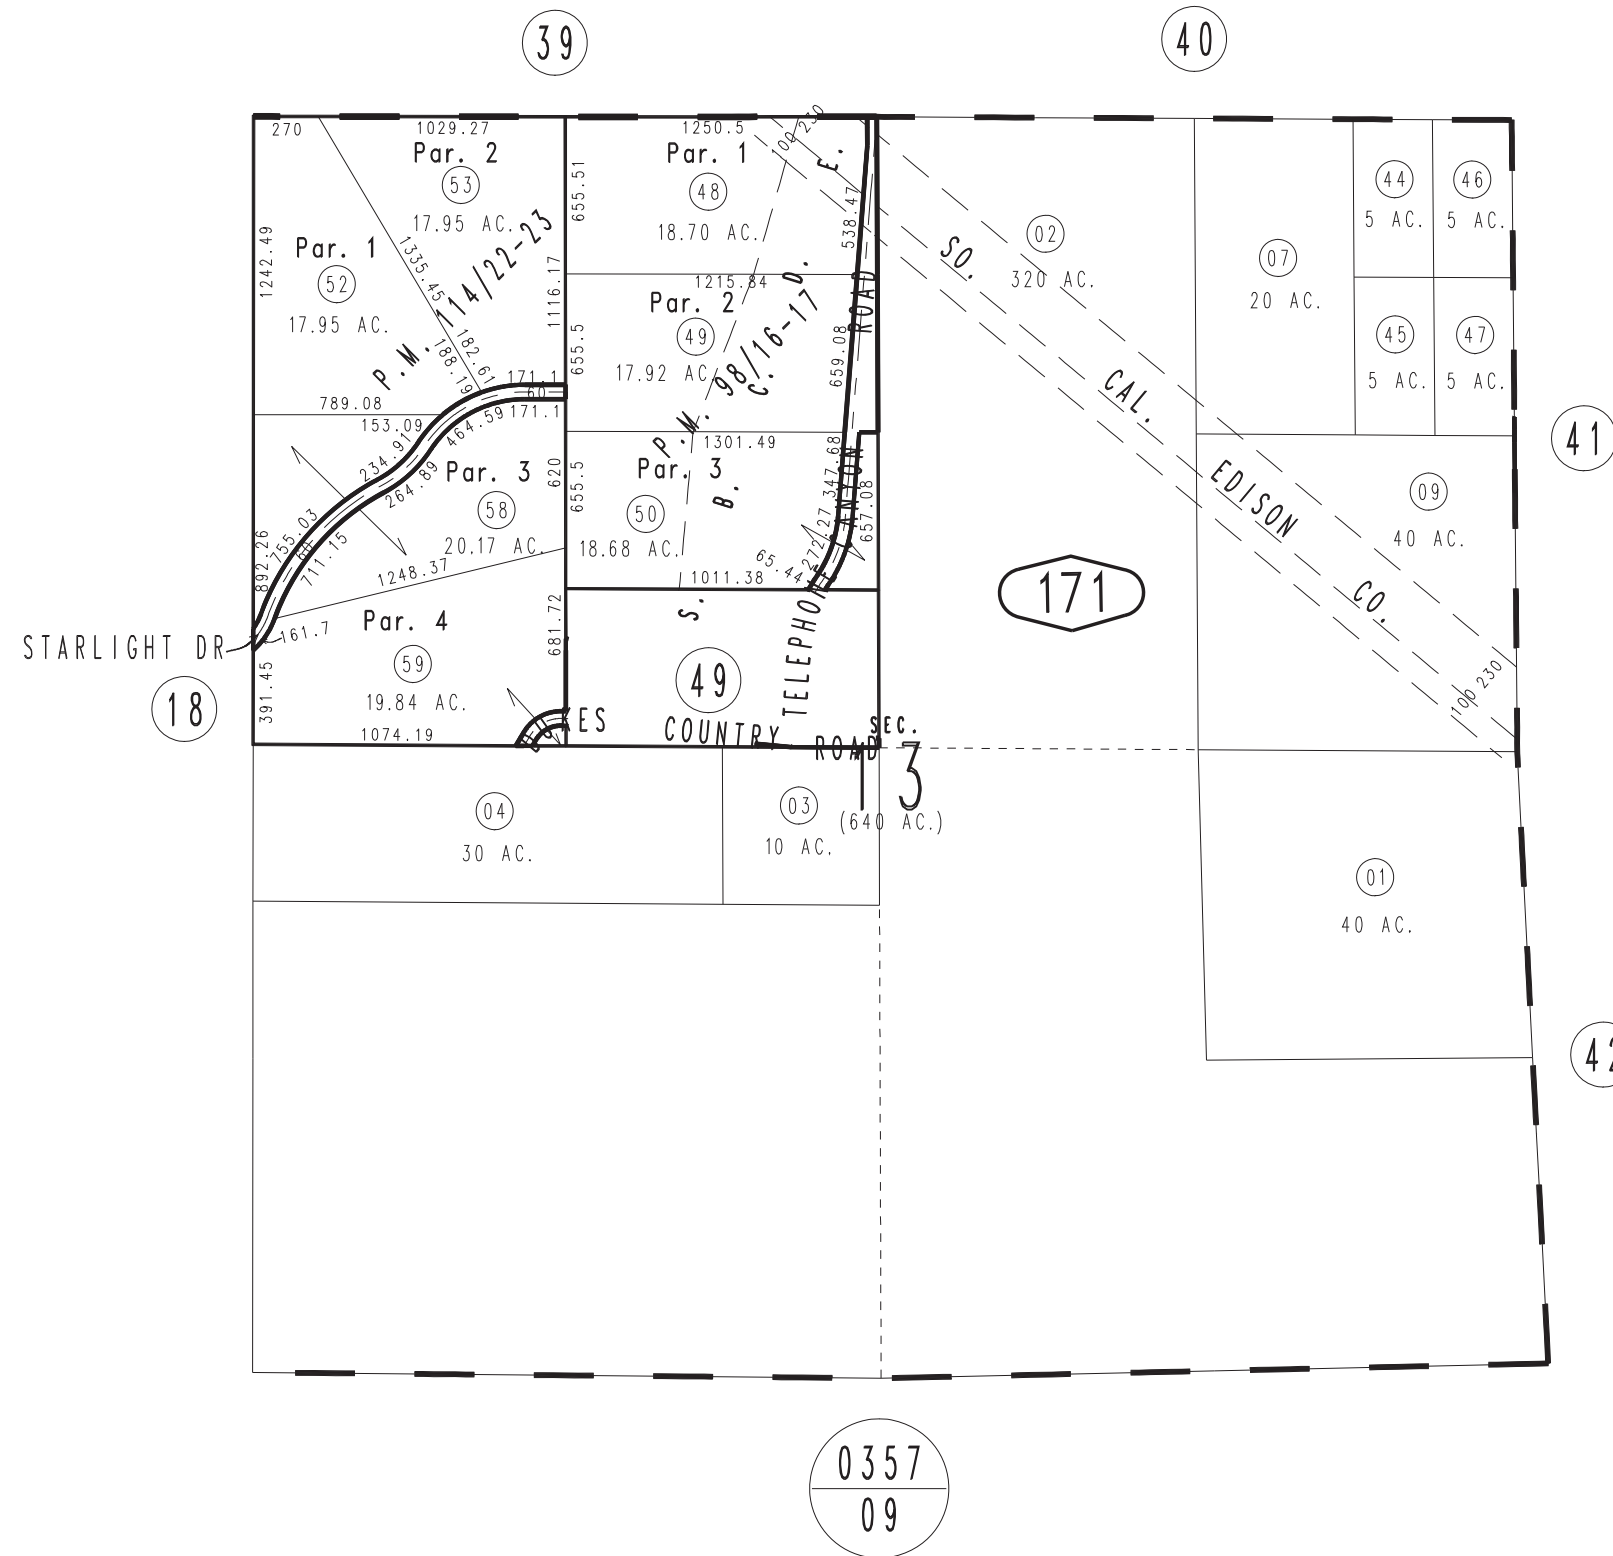 39
40
270
1029.27
1250.5
100
230
Par. 2
53
17.95 AC.
Par. 1
48
18.70 AC.
655.51
538.47
E.
1242.49
Par. 1
52
17.95 AC.
1335.45
P.M. 114/22-23
1116.17
1215.84
D.
ROAD
Par. 2
49
17.92 AC.
655.5
659.08
P.M. 98/16-17
C.
182.61
188.19
171.1
60
171.1
789.08
153.09
464.59
234.91
264.89
1301.49
Par. 3
50
18.68 AC.
655.5
B.
347.68
272.27
65.44
657.08
Par. 3
58
20.17 AC.
620
892.26
755.03
60
711.15
1248.37
1011.38
S.
TELEPHONE CANYON
STARLIGHT DR
161.7
Par. 4
59
19.84 AC.
681.72
391.45
1074.19
18
49
COUNTRY
ROAD
SEC.
13
(640 AC.)
02
320 AC.
SO.
CAL.
EDISON
CO.
100
230
07
20 AC.
44
5 AC.
46
5 AC.
45
5 AC.
47
5 AC.
41
09
40 AC.
171
04
30 AC.
03
10 AC.
01
40 AC.
42
0357
09